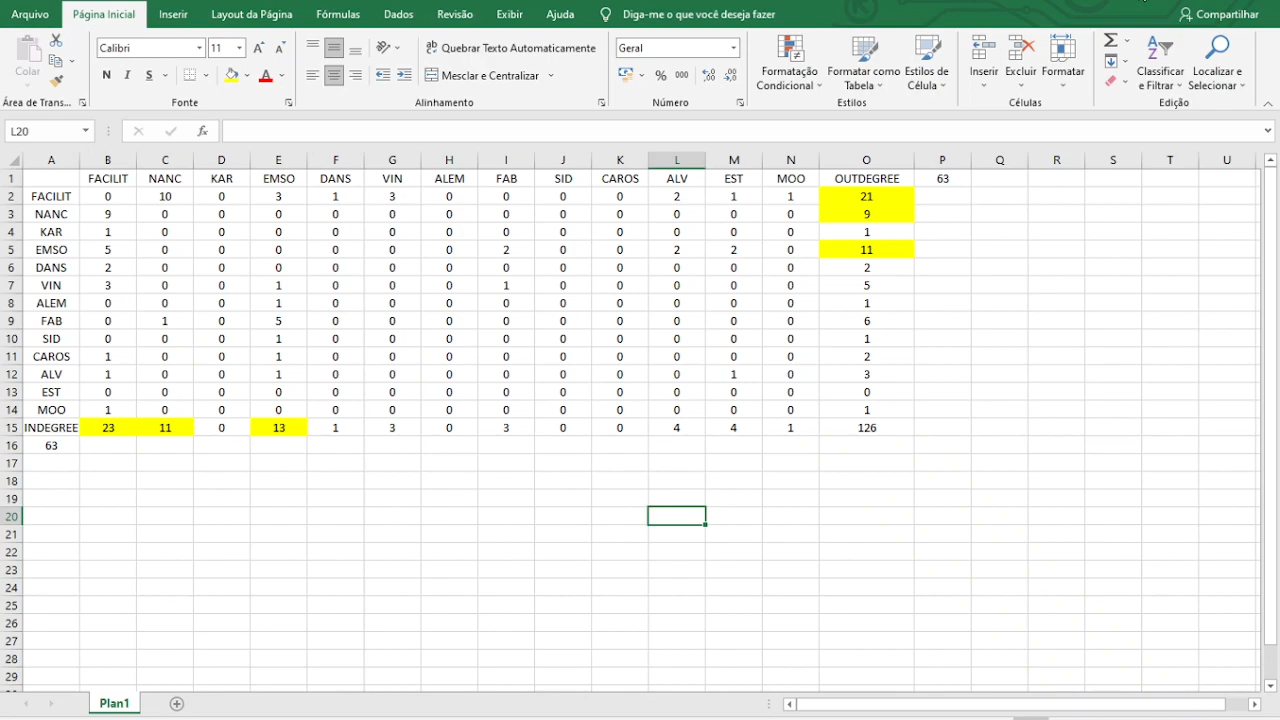 Arquivo Página Inicial Inserir Layout da Página Fórmulas Dados Revisão Exibir Ajuda Diga-me o que você deseja fazer Compartilhar
Colar Calibri 11 Quebrar Texto Automaticamente Geral
N I S A Mesclar e Centralizar % 000
Formatação Condicional Formatar como Tabela Estilos de Célula Inserir Excluir Formatar Classificar e Filtrar Localizar e Selecionar
Área de Trans... Fonte Alinhamento Número Estilos Células Edição
L20 fx
A B C D E F G H I J K L M N O P Q R S T U
1 FACILIT NANC KAR EMSO DANS VIN ALEM FAB SID CAROS ALV EST MOO OUTDEGREE 63
2 FACILIT 0 10 0 3 1 3 0 0 0 0 2 1 1 21
3 NANC 9 0 0 0 0 0 0 0 0 0 0 0 0 9
4 KAR 1 0 0 0 0 0 0 0 0 0 0 0 0 1
5 EMSO 5 0 0 0 0 0 0 2 0 0 2 2 0 11
6 DANS 2 0 0 0 0 0 0 0 0 0 0 0 0 2
7 VIN 3 0 0 1 0 0 0 1 0 0 0 0 0 5
8 ALEM 0 0 0 1 0 0 0 0 0 0 0 0 0 1
9 FAB 0 1 0 5 0 0 0 0 0 0 0 0 0 6
10 SID 0 0 0 1 0 0 0 0 0 0 0 0 0 1
11 CAROS 1 0 0 1 0 0 0 0 0 0 0 0 0 2
12 ALV 1 0 0 1 0 0 0 0 0 0 0 1 0 3
13 EST 0 0 0 0 0 0 0 0 0 0 0 0 0 0
14 MOO 1 0 0 0 0 0 0 0 0 0 0 0 0 1
15 INDEGREE 23 11 0 13 1 3 0 3 0 0 4 4 1 126
16 63
17
18
19
20
21
22
23
24
25
26
27
28
29
Plan1